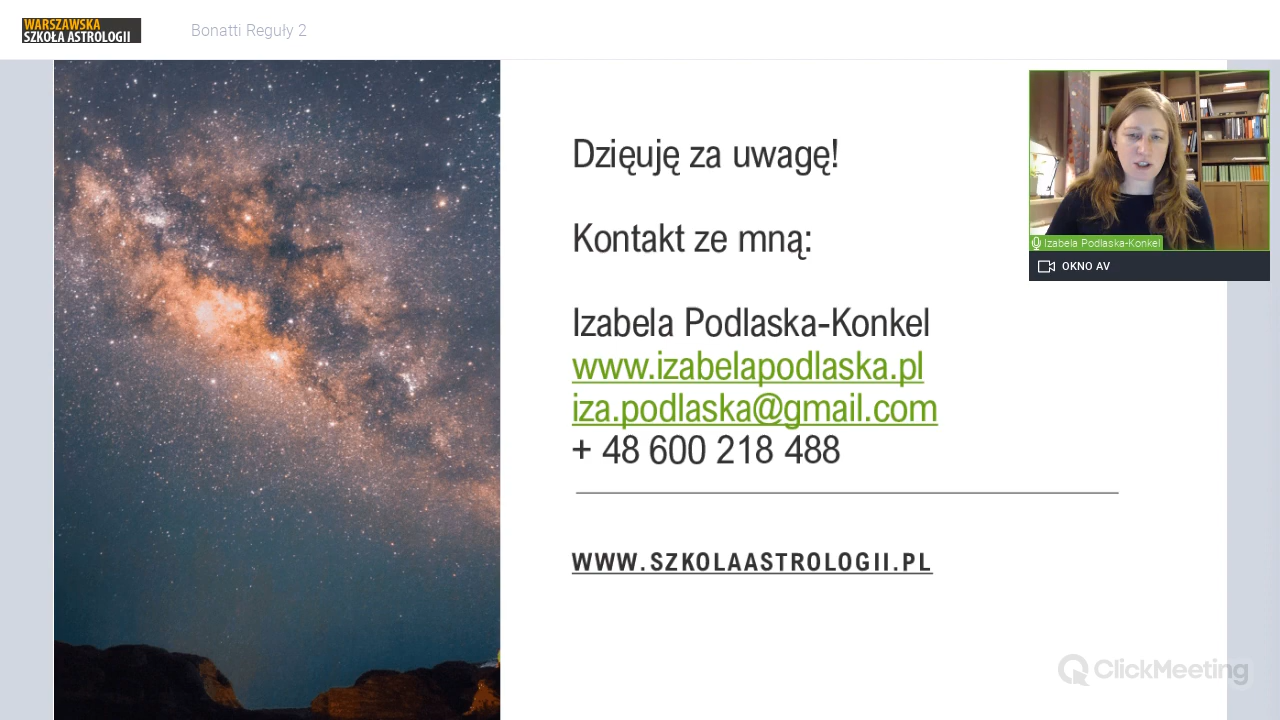 WARSZAWSKA
SZKOŁA ASTROLOGII
Bonatti Reguły 2
Dzięuję za uwagę!
Kontakt ze mną:
Izabela Podlaska-Konkel
www.izabelapodlaska.pl
iza.podlaska@gmail.com
+ 48 600 218 488
WWW.SZKOLAASTROLOGII.PL
Izabela Podlaska-Konkel
OKNO AV
ClickMeeting